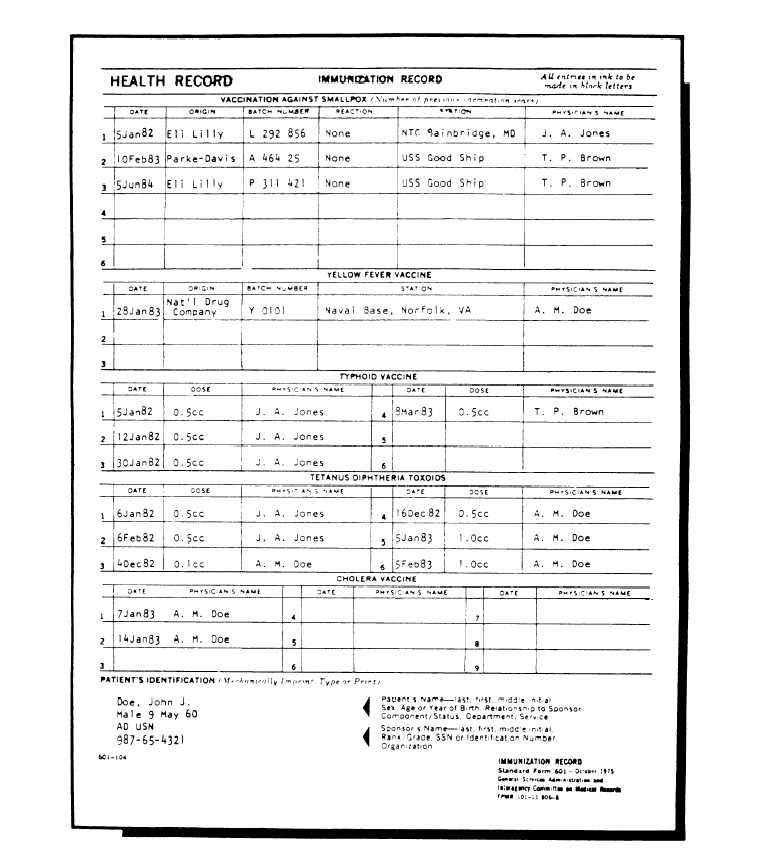 HEALTH RECORD IMMUNIZATION RECORD All entries in ink to be
made in block letters
VACCINATION AGAINST SMALLPOX (Number of previous vaccination scars)
DATE ORIGIN BATCH NUMBER REACTION STATION PHYSICIAN'S NAME
1 5Jan82 Eli Lilly L 292 856 None NTC Bainbridge, MD J. A. Jones
2 10Feb83 Parke-Davis A 464 25 None USS Good Ship T. P. Brown
3 5Jun84 Eli Lilly P 311 421 None USS Good Ship T. P. Brown
4
5
6
YELLOW FEVER VACCINE
DATE ORIGIN BATCH NUMBER STATION PHYSICIAN'S NAME
1 28Jan83 Nat'l Drug Company Y 0101 Naval Base, Norfolk, VA A. M. Doe
2
3
TYPHOID VACCINE
DATE DOSE PHYSICIAN'S NAME DATE DOSE PHYSICIAN'S NAME
1 5Jan82 0.5cc J. A. Jones 4 9Mar83 0.5cc T. P. Brown
2 12Jan82 0.5cc J. A. Jones 5
3 30Jan82 0.5cc J. A. Jones 6
TETANUS DIPHTHERIA TOXOIDS
DATE DOSE PHYSICIAN'S NAME DATE DOSE PHYSICIAN'S NAME
1 6Jan82 0.5cc J. A. Jones 4 16Dec82 0.5cc A. M. Doe
2 6Feb82 0.5cc J. A. Jones 5 5Jan83 1.0cc A. M. Doe
3 4Dec82 0.1cc A. M. Doe 6 5Feb83 1.0cc A. M. Doe
CHOLERA VACCINE
DATE PHYSICIAN'S NAME DATE PHYSICIAN'S NAME DATE PHYSICIAN'S NAME
1 7Jan83 A. M. Doe 4 7
2 14Jan83 A. M. Doe 5 8
3 6 9
PATIENT'S IDENTIFICATION (Mechanically Imprint, Type or Print)
Doe, John J.
Male 9 May 60
AD USN
987-65-4321
Patient's Name—last, first, middle initial
Sex, Age or Year of Birth, Relationship to Sponsor
Component/Status, Department, Service
Sponsor's Name—last, first, middle initial,
Rank/Grade, SSN or Identification Number,
Organization
601-104
IMMUNIZATION RECORD
Standard Form 601 - October 1975
General Services Administration and
Interagency Committee on Medical Records
FPMR 101-11.806-8